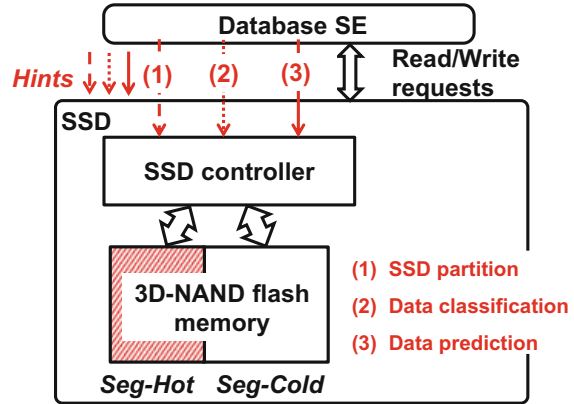 Database SE
Hints
(1)
(2)
(3)
Read/Write
requests
SSD
SSD controller
3D-NAND flash
memory
(1) SSD partition
(2) Data classification
(3) Data prediction
Seg-Hot
Seg-Cold